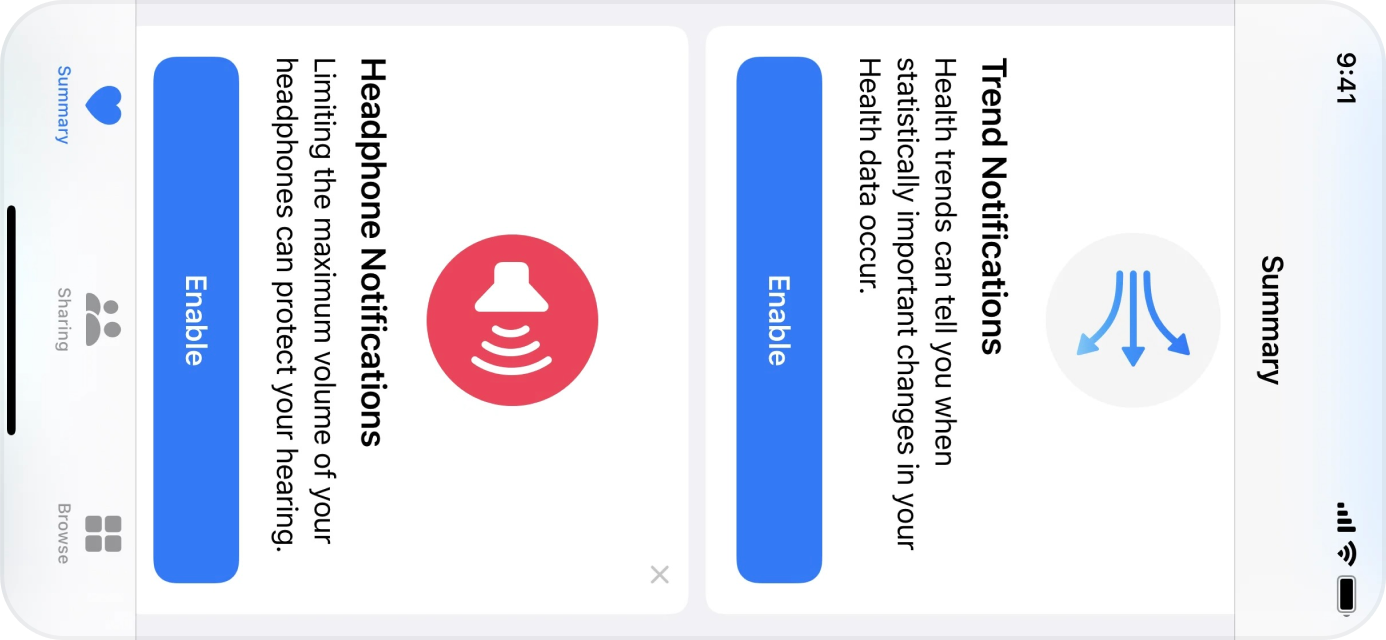 9:41
Summary
Trend Notifications
Health trends can tell you when
statistically important changes in your
Health data occur.
Enable
Headphone Notifications
Limiting the maximum volume of your
headphones can protect your hearing.
Enable
Summary
Sharing
Browse